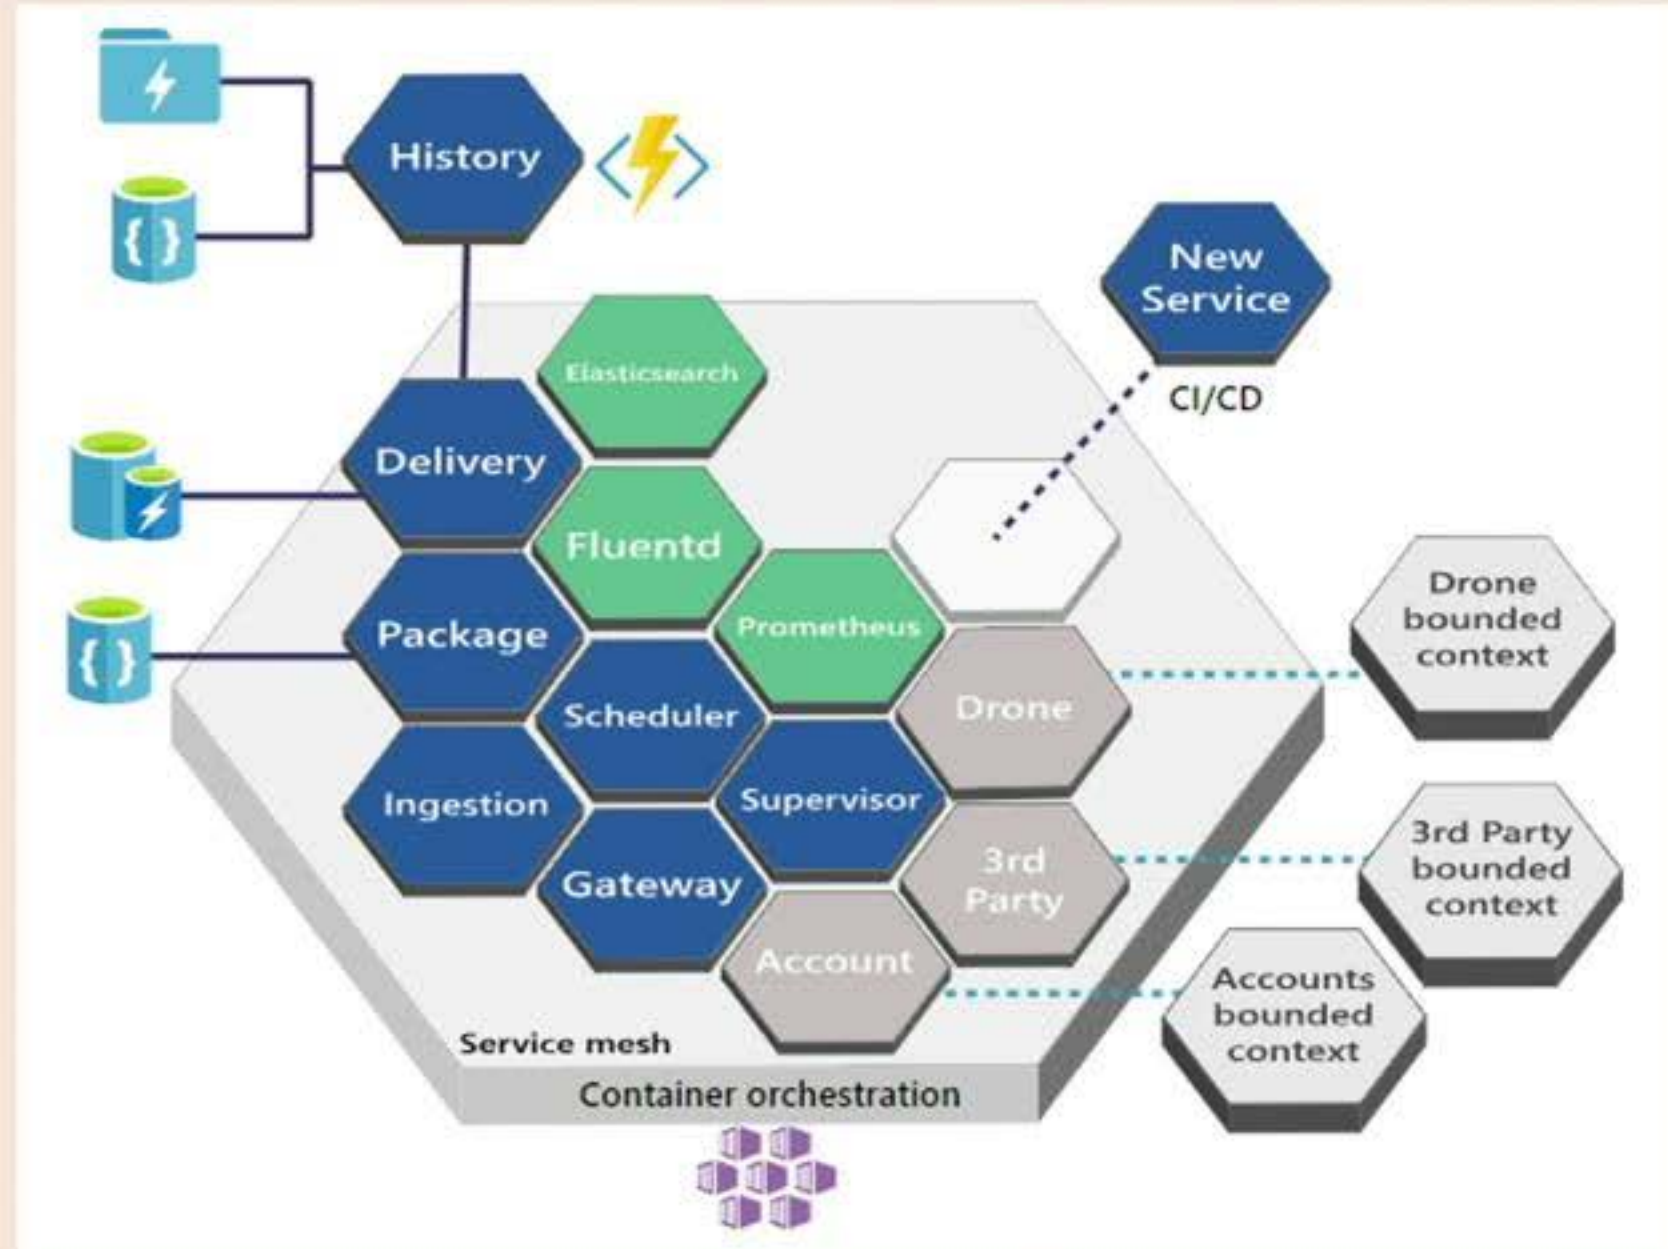 History
New
Service
CI/CD
Elasticsearch
Delivery
Fluentd
Prometheus
Package
Scheduler
Drone
Ingestion
Supervisor
Gateway
3rd
Party
Account
Drone
bounded
context
3rd Party
bounded
context
Accounts
bounded
context
Service mesh
Container orchestration